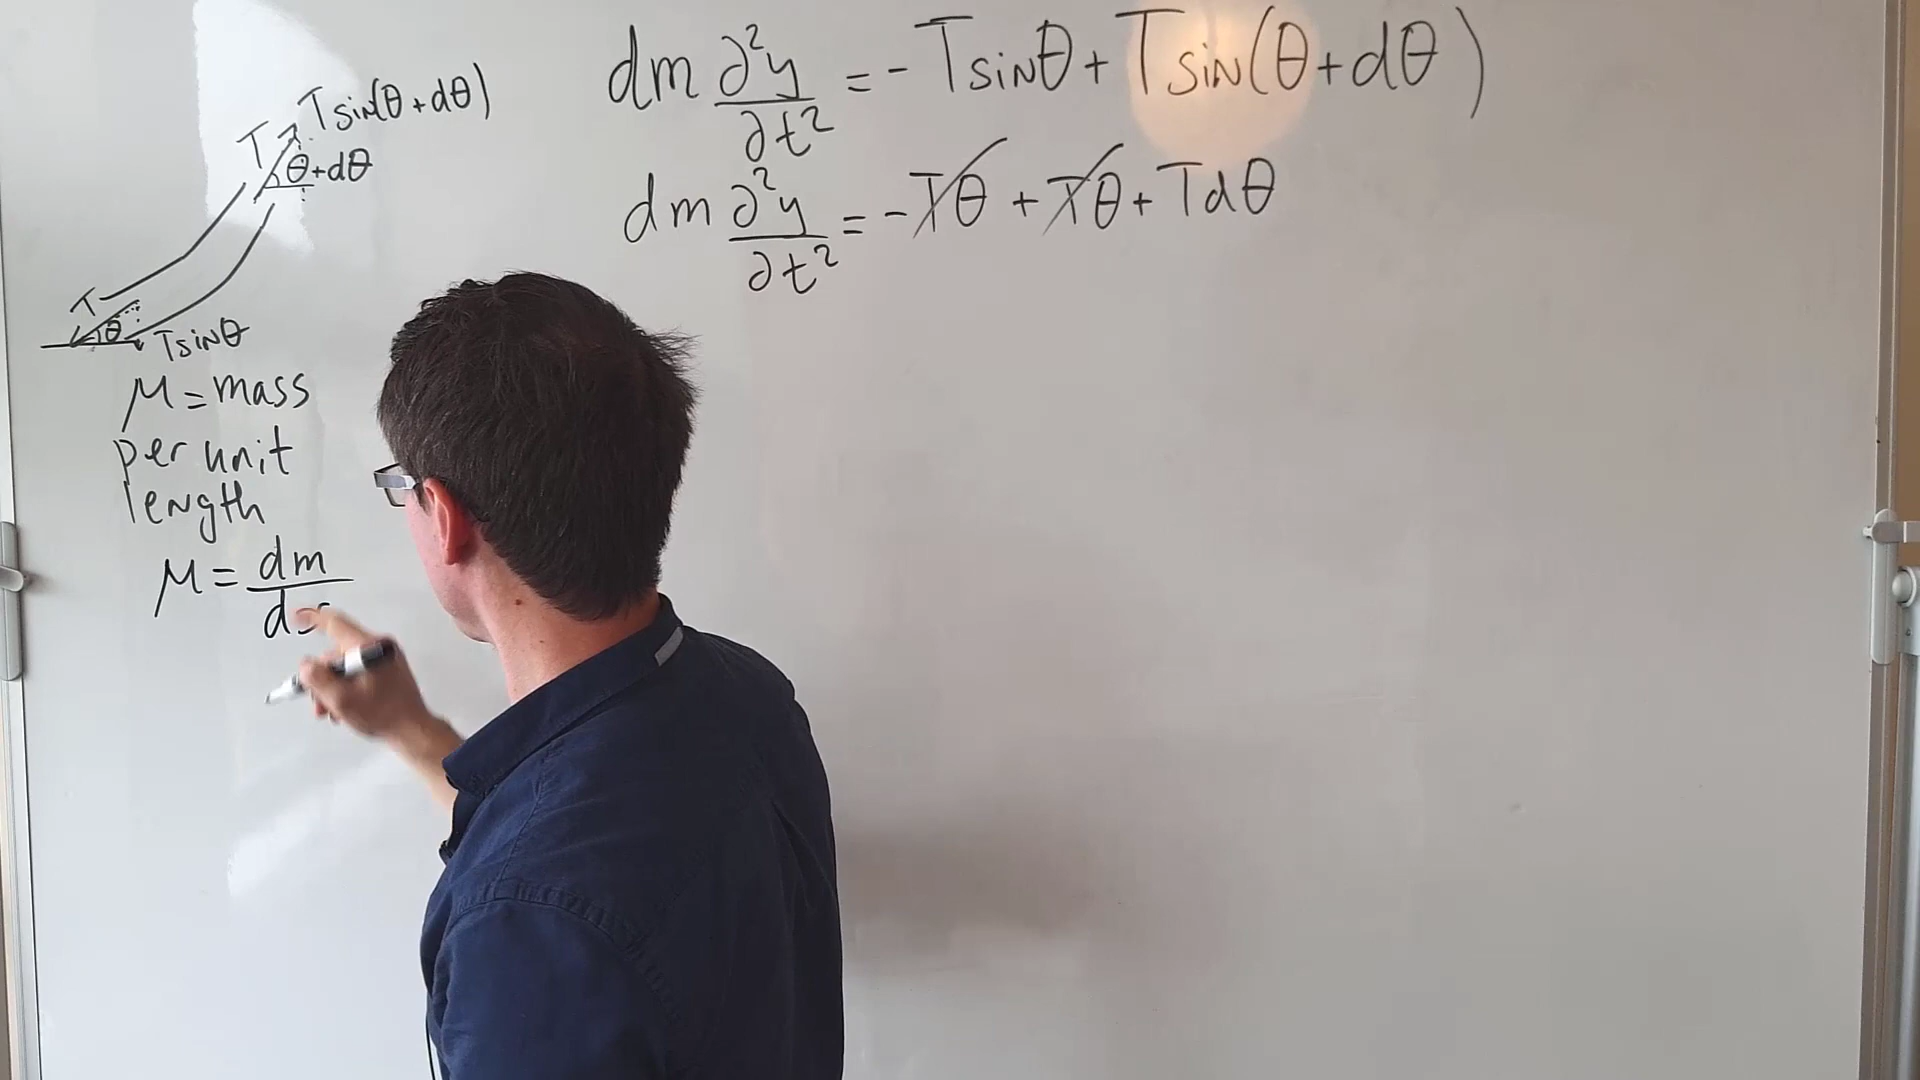 dm ∂²y/∂t² = -Tsinθ + Tsin(θ+dθ)
dm ∂²y/∂t² = -Tθ + Tθ + Tdθ
Tsin(θ+dθ)
T
θ+dθ
T
θ
Tsinθ
μ = mass
per unit
length
μ = dm/d